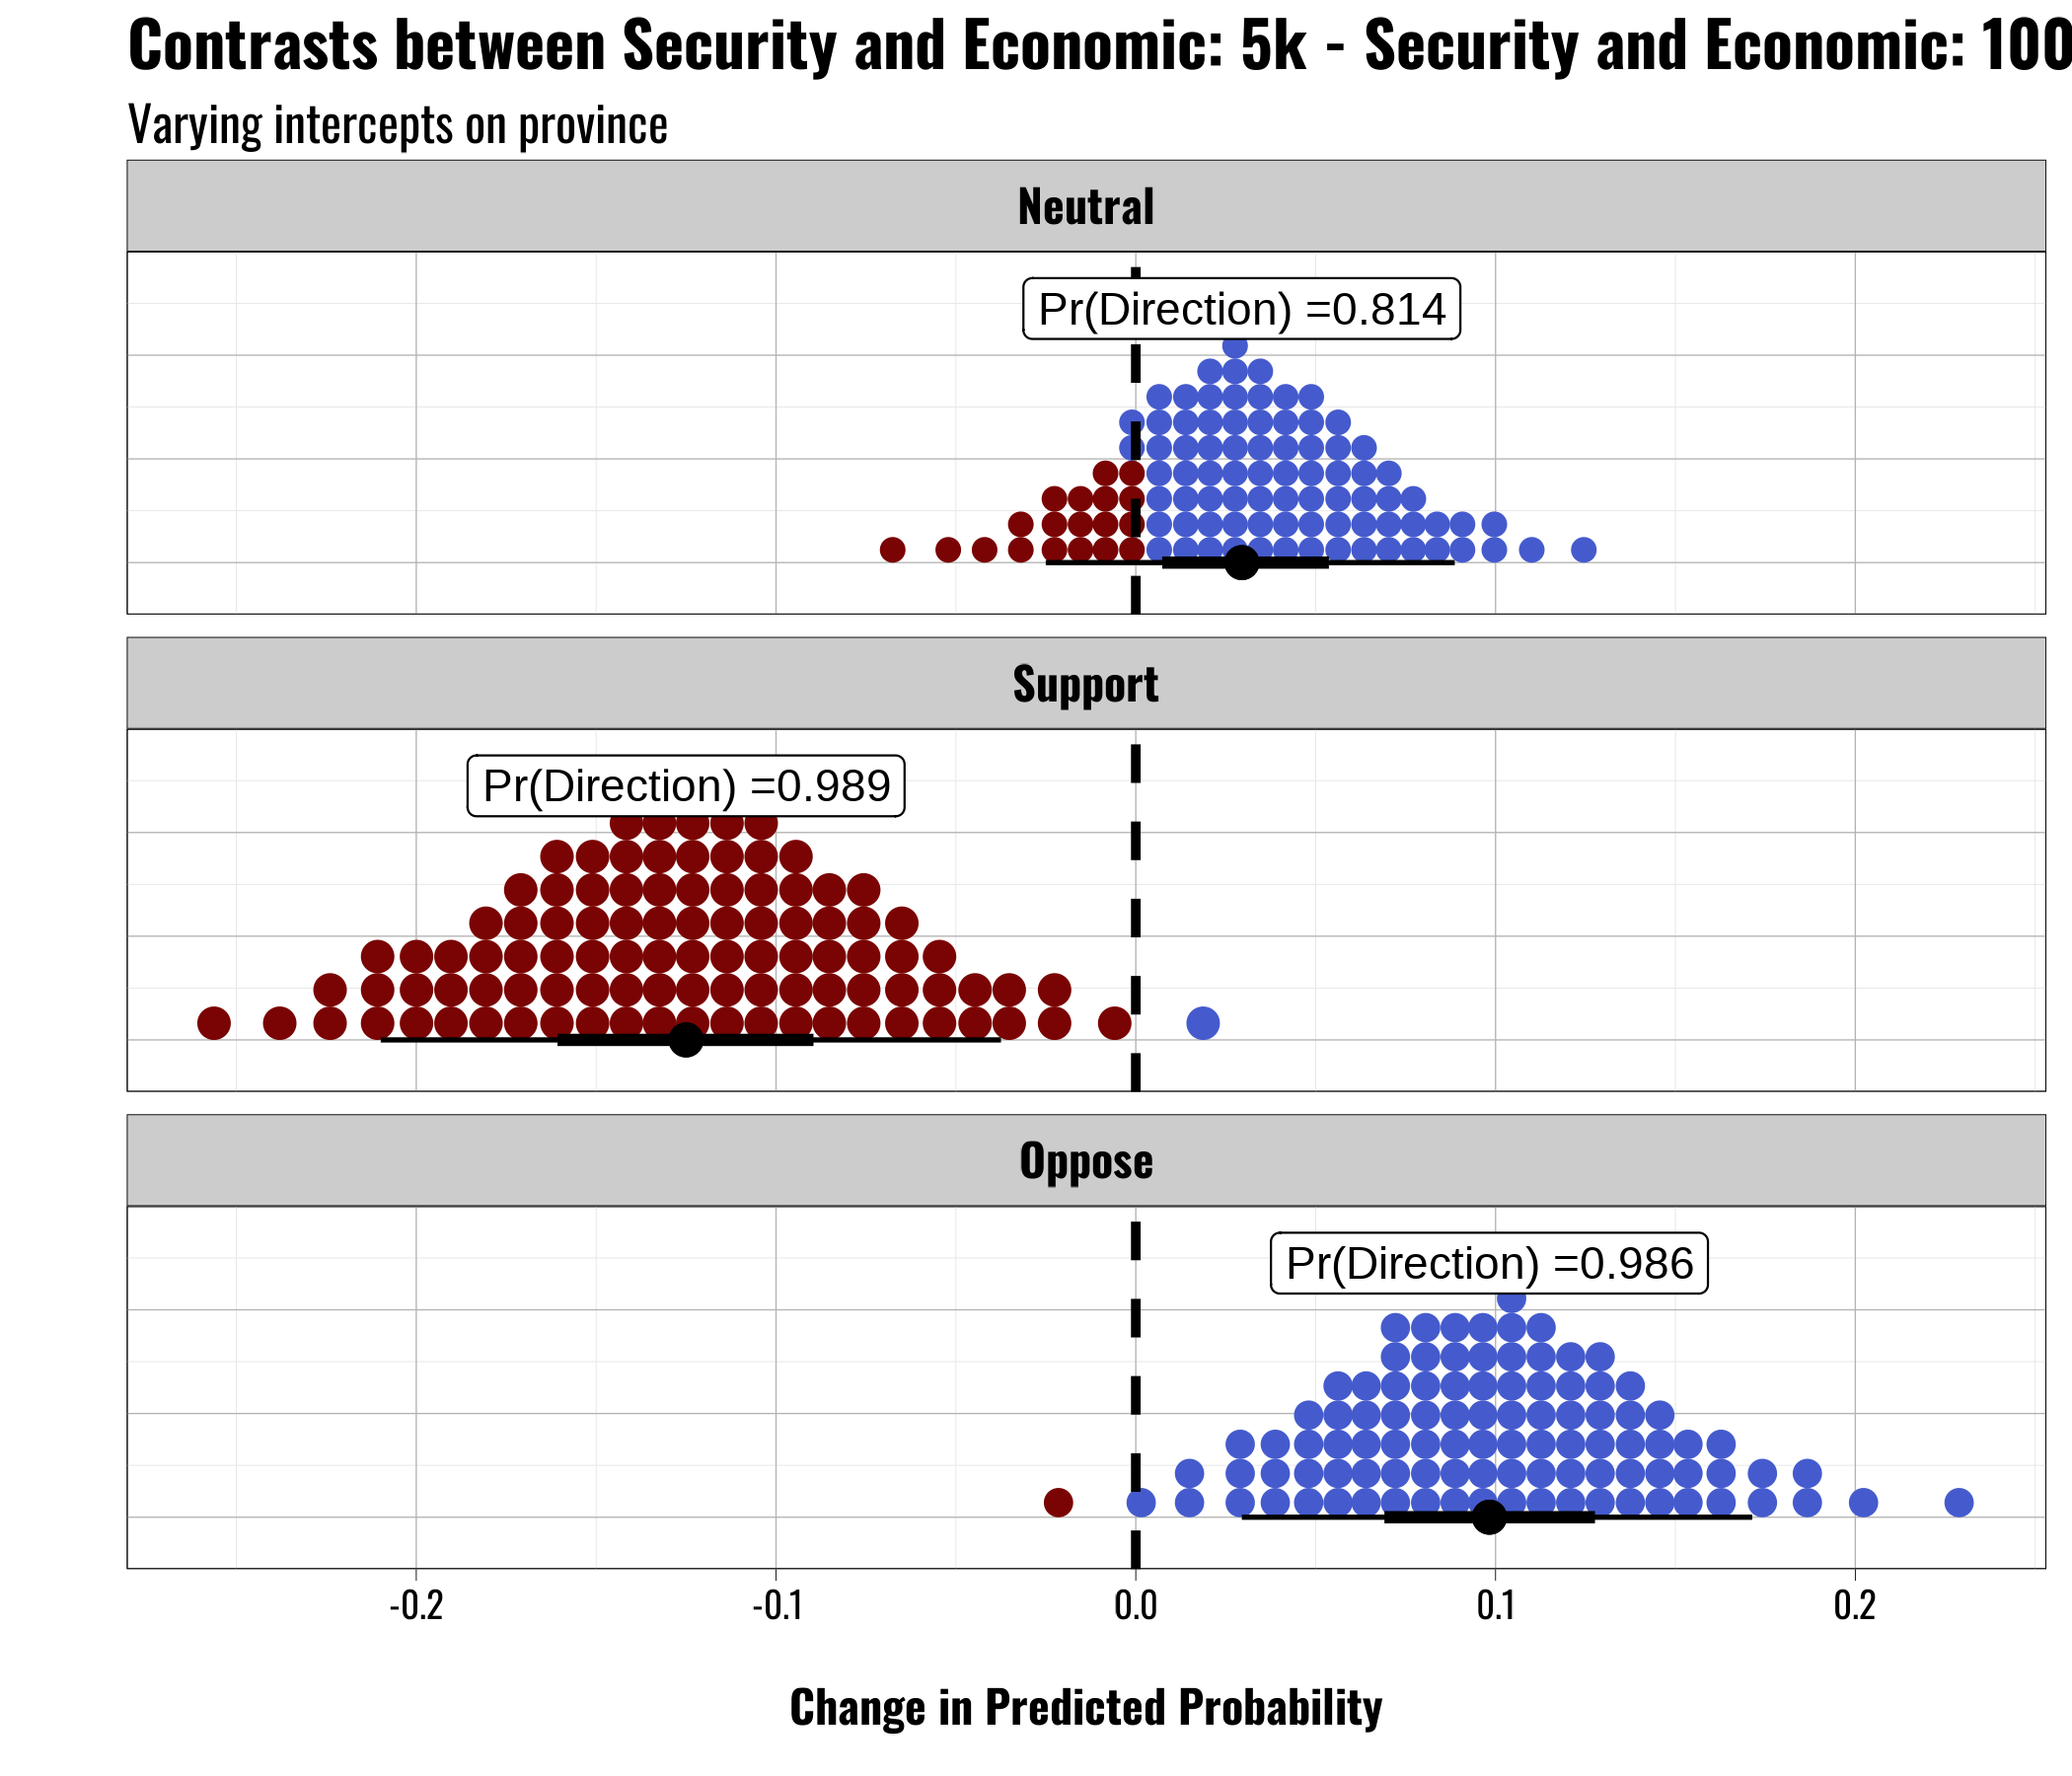 Contrasts between Security and Economic: 5k - Security and Economic: 100
Varying intercepts on province
Neutral
Pr(Direction) =0.814
Support
Pr(Direction) =0.989
Oppose
Pr(Direction) =0.986
-0.2 -0.1 0.0 0.1 0.2
Change in Predicted Probability